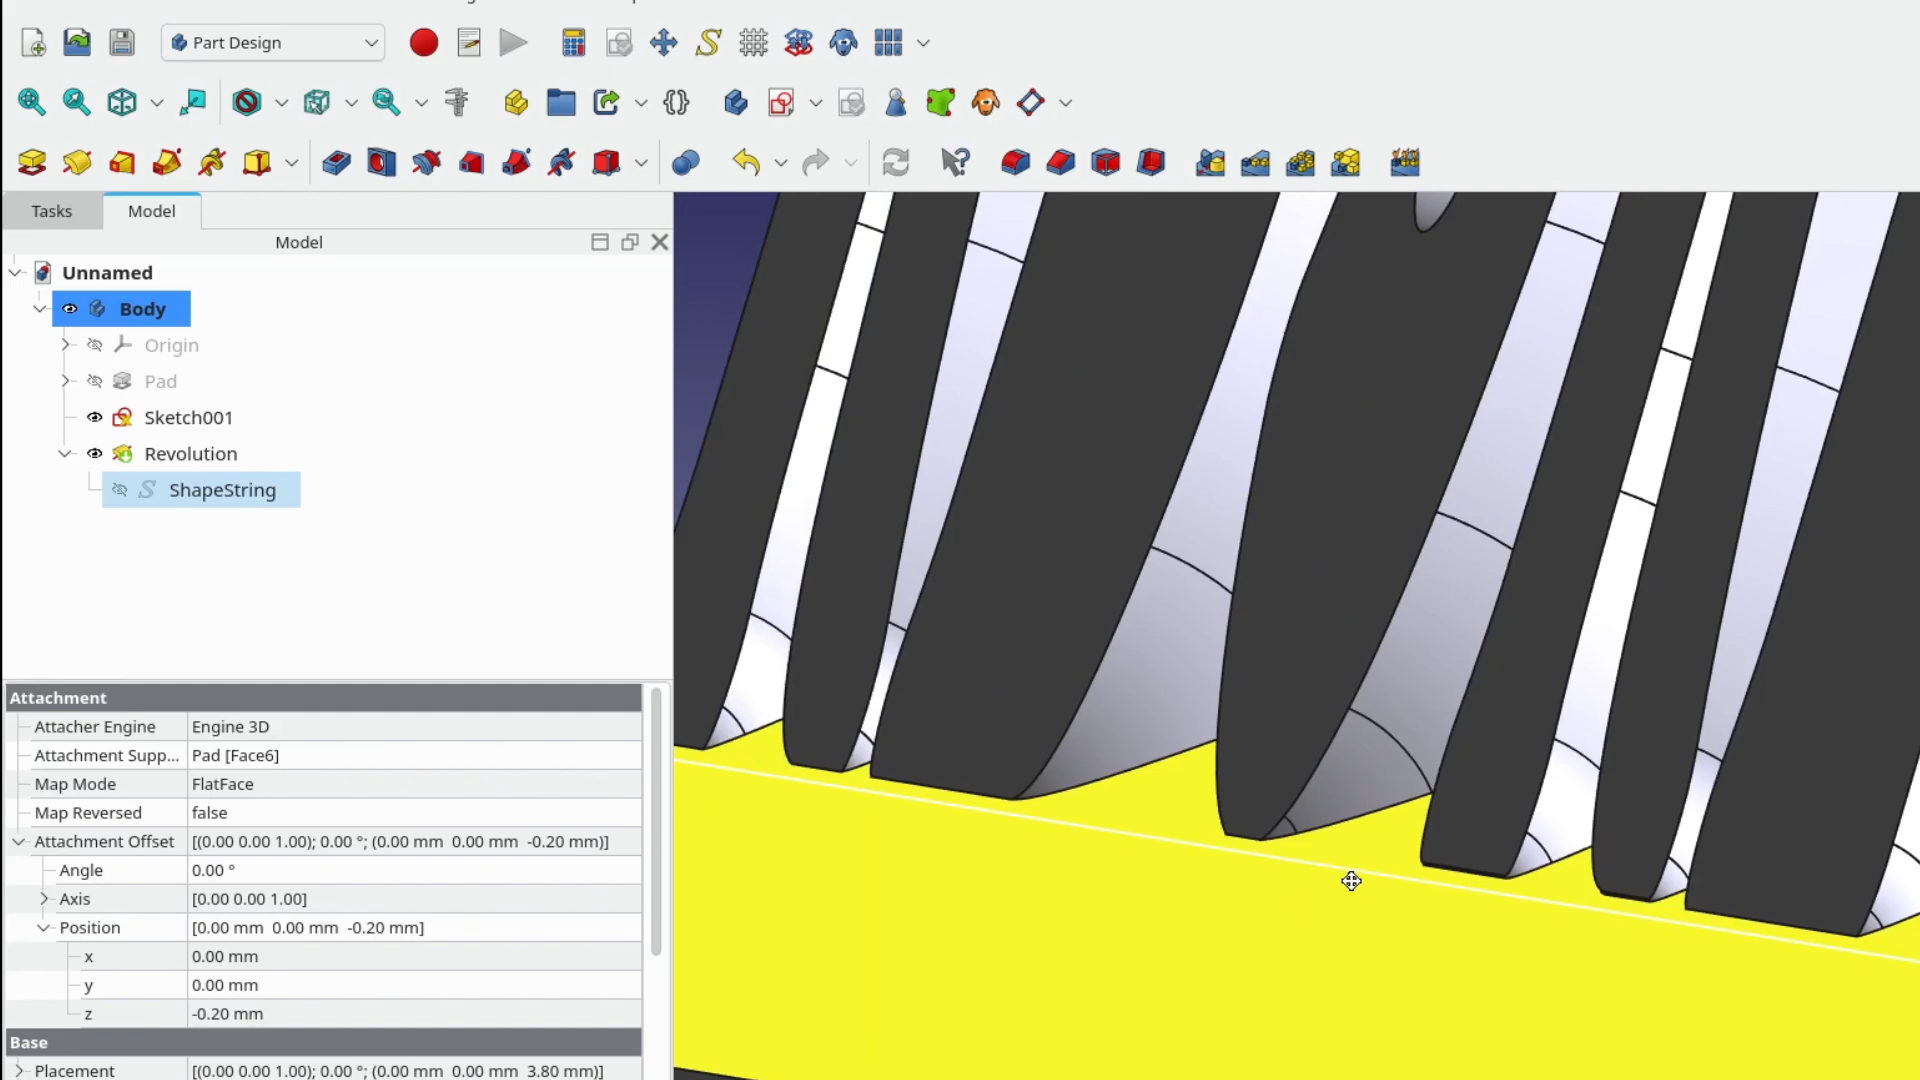 Part Design
Tasks
Model
Model
Unnamed
Body
Origin
Pad
Sketch001
Revolution
ShapeString
Attachment
Attacher Engine Engine 3D
Attachment Supp... Pad [Face6]
Map Mode FlatFace
Map Reversed false
Attachment Offset [(0.00 0.00 1.00); 0.00 °; (0.00 mm 0.00 mm -0.20 mm)]
Angle 0.00 °
Axis [0.00 0.00 1.00]
Position [0.00 mm 0.00 mm -0.20 mm]
x 0.00 mm
y 0.00 mm
z -0.20 mm
Base
Placement [(0.00 0.00 1.00); 0.00 °; (0.00 mm 0.00 mm 3.80 mm)]